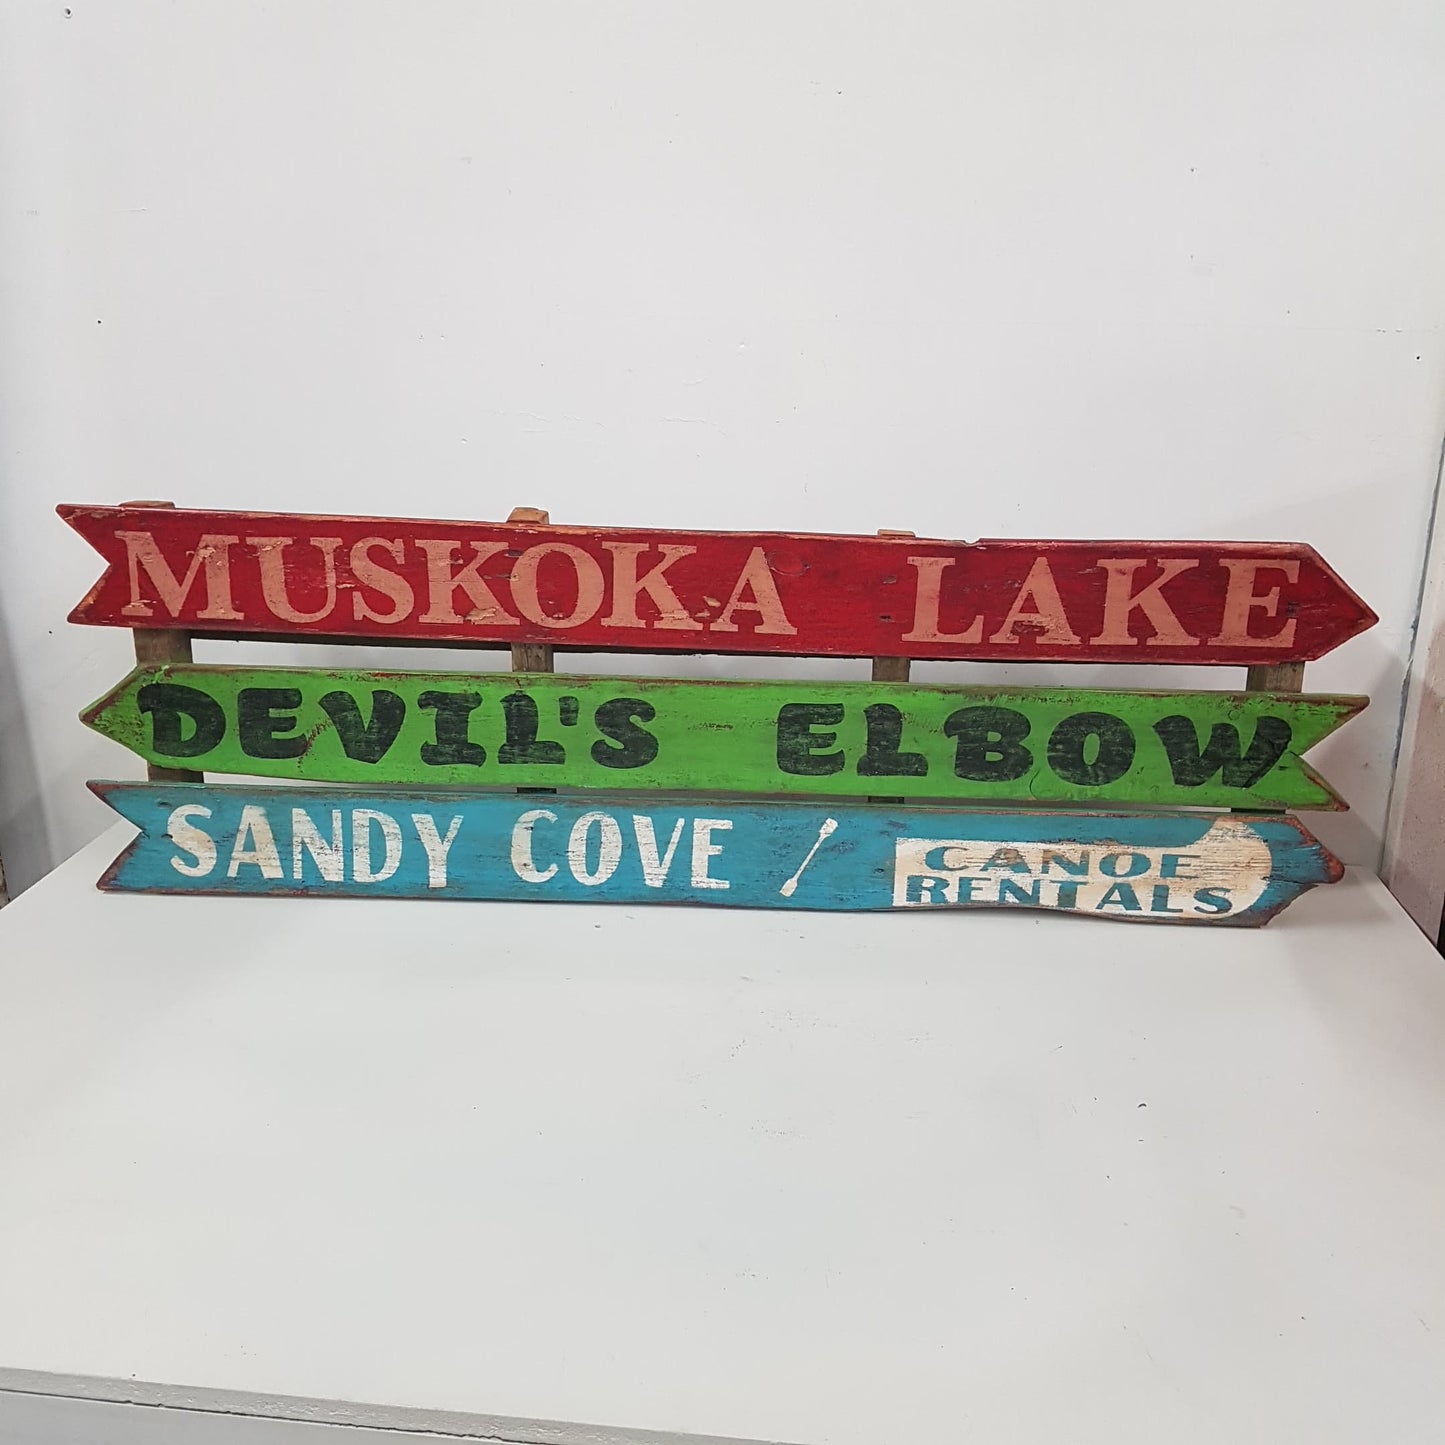 MUSKOKA LAKE
DEVIL'S ELBOW
SANDY COVE
CANOE
RENTALS